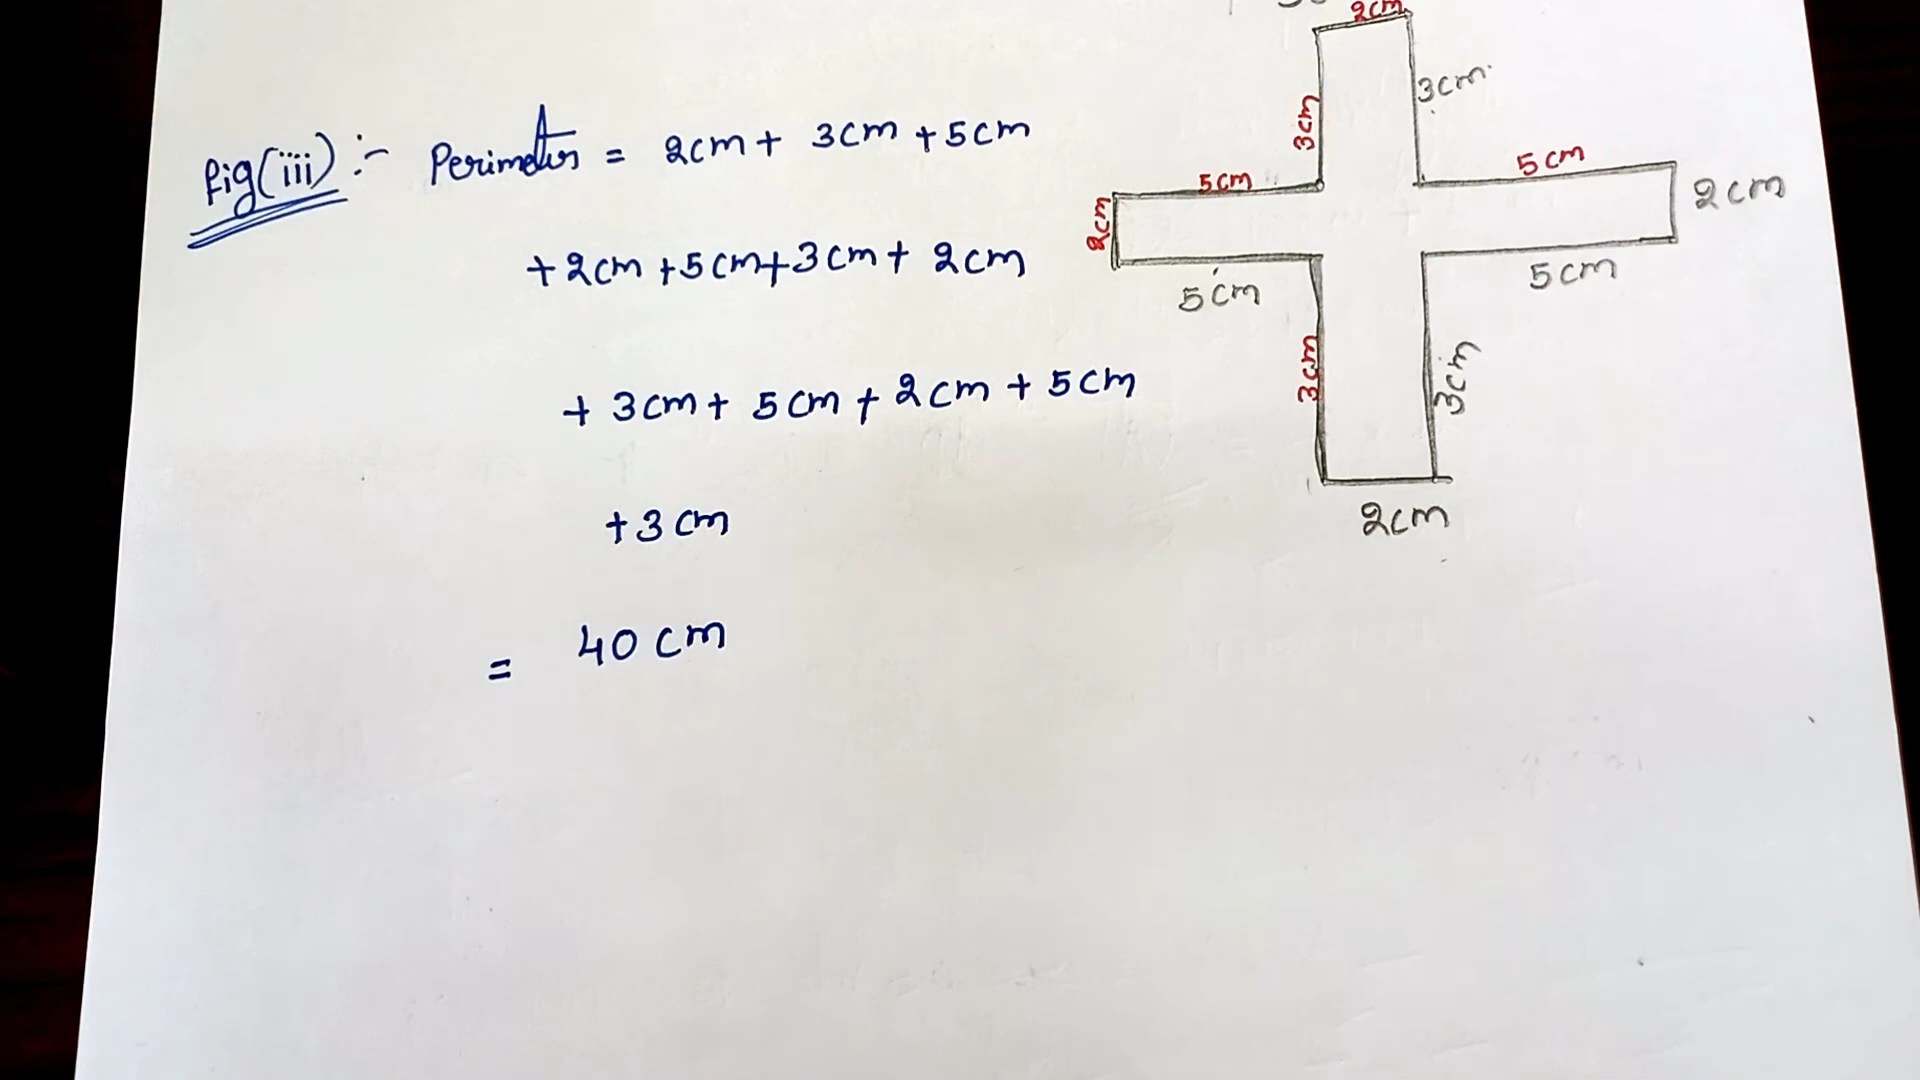 2cm
3cm
3cm
fig(iii):- Perimeter = 2cm + 3cm + 5cm
5cm
5cm
2cm
2cm
+ 2cm + 5cm + 3cm + 2cm
5cm
5cm
3cm
3cm
+ 3cm + 5cm + 2cm + 5cm
+ 3cm
2cm
= 40 cm